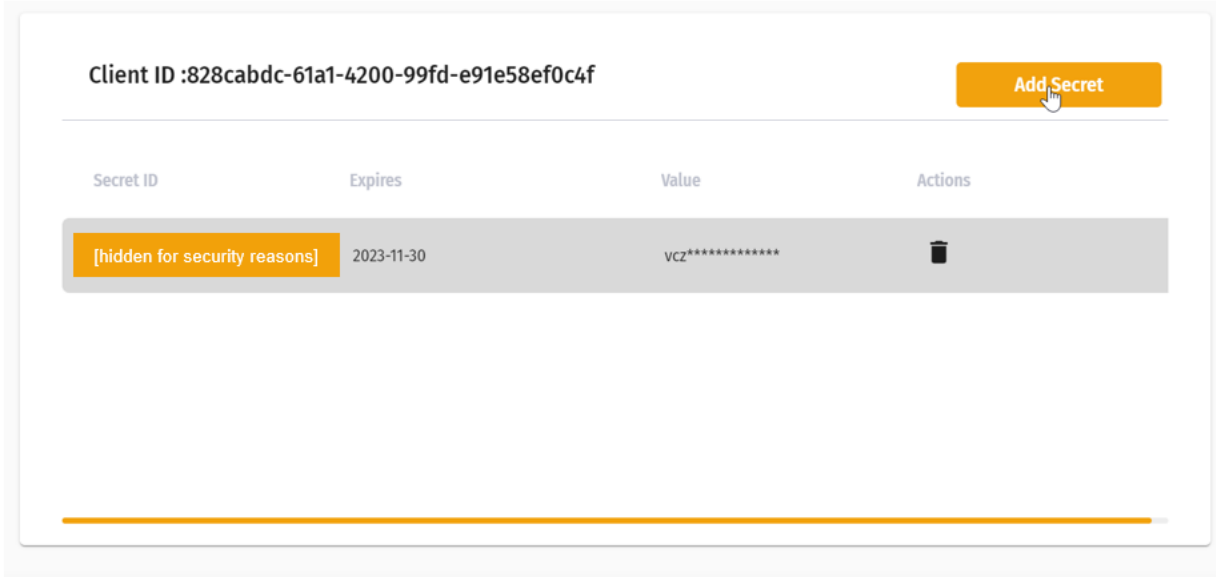 Client ID :828cabdc-61a1-4200-99fd-e91e58ef0c4f
Add Secret
Secret ID Expires Value Actions
[hidden for security reasons] 2023-11-30 vcz*************